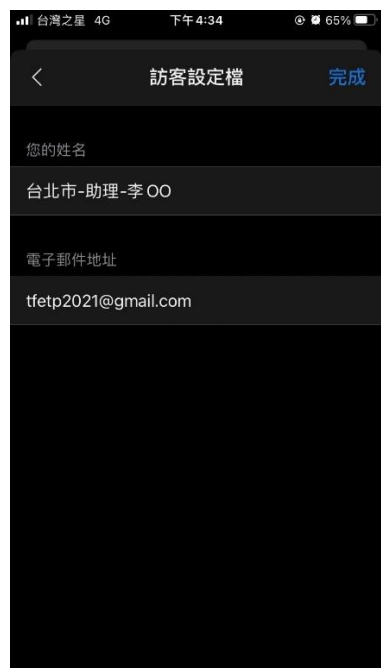 台灣之星 4G 下午4:34 65%
訪客設定檔 完成
您的姓名
台北市-助理-李OO
電子郵件地址
tfetp2021@gmail.com